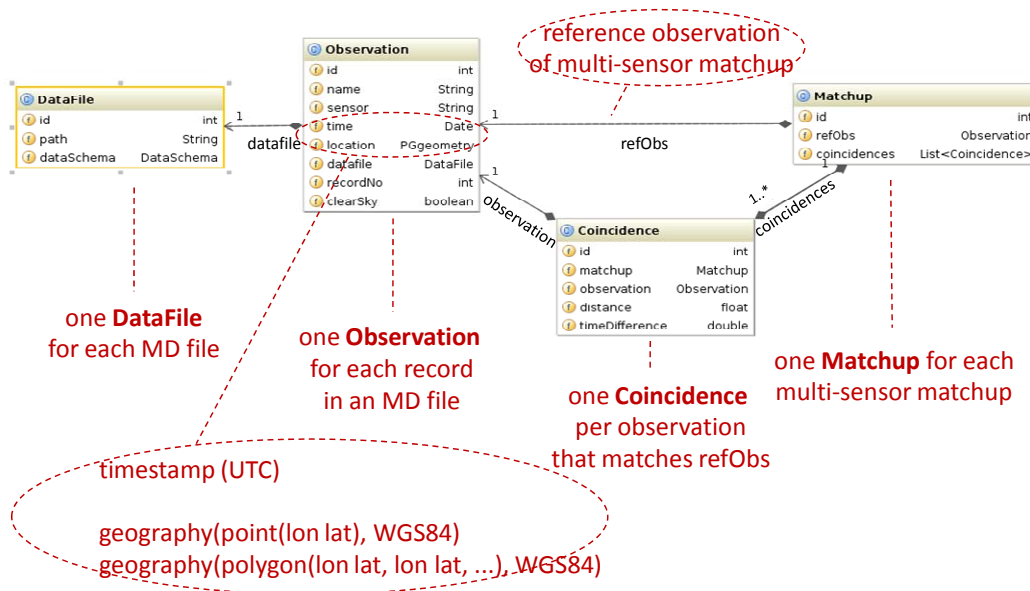 reference observation
of multi-sensor matchup
Observation
id int
name String
sensor String
time Date
location PGgeometry
datafile DataFile
recordNo int
clearSky boolean
DataFile
id int
path String
dataSchema DataSchema
Matchup
id int
refObs Observation
coincidences List<Coincidence>
1
datafile
1
refObs
1
observation
1
1..*
coincidences
Coincidence
id int
matchup Matchup
observation Observation
distance float
timeDifference double
one DataFile
for each MD file
one Observation
for each record
in an MD file
one Coincidence
per observation
that matches refObs
one Matchup for each
multi-sensor matchup
timestamp (UTC)
geography(point(lon lat), WGS84)
geography(polygon(lon lat, lon lat, ...), WGS84)